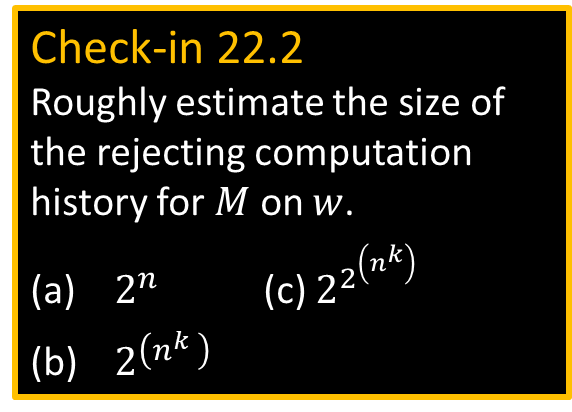 Check-in 22.2
Roughly estimate the size of
the rejecting computation
history for 𝑀 on 𝑤.
(a) 2^n (c) 2^{2^{(n^k)}}
(b) 2^{(n^k)}